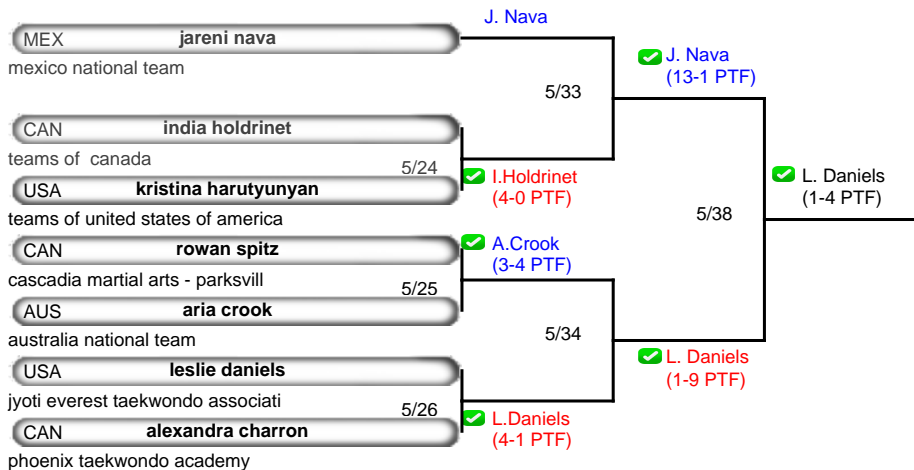 MEX jareni nava
mexico national team
CAN india holdrinet
teams of  canada
5/24
USA kristina harutyunyan
teams of united states of america
CAN rowan spitz
cascadia martial arts - parksvill
5/25
AUS aria crook
australia national team
USA leslie daniels
jyoti everest taekwondo associati
5/26
CAN alexandra charron
phoenix taekwondo academy
J. Nava
I.Holdrinet
(4-0 PTF)
A.Crook
(3-4 PTF)
L.Daniels
(4-1 PTF)
5/33
5/34
J. Nava
(13-1 PTF)
L. Daniels
(1-9 PTF)
5/38
L. Daniels
(1-4 PTF)